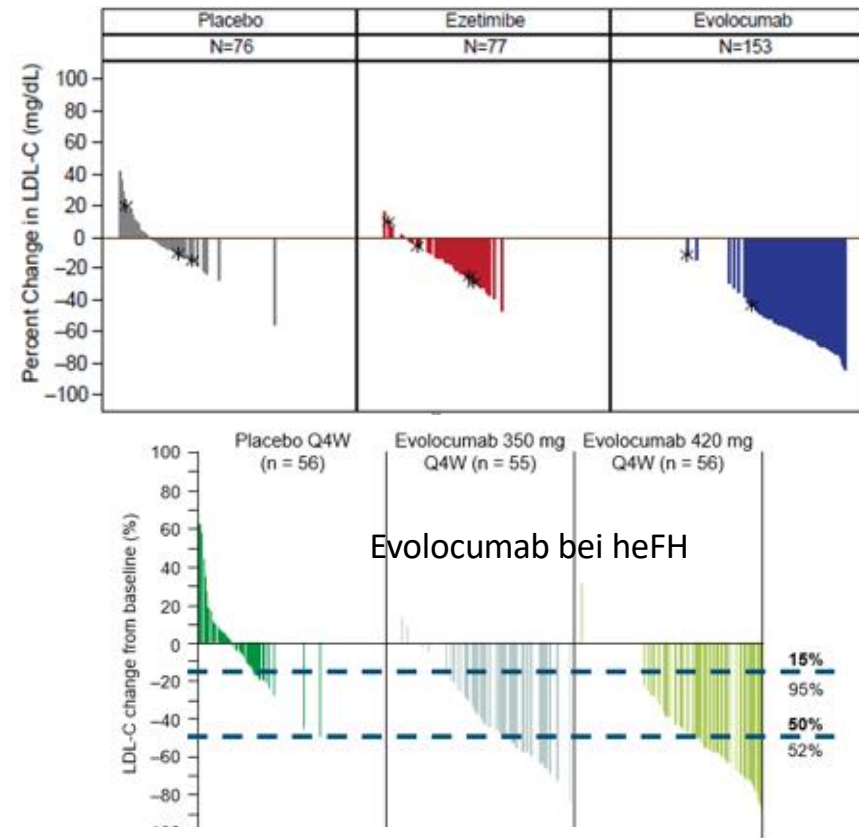 Placebo
Ezetimibe
Evolocumab
N=76
N=77
N=153
Percent Change in LDL-C (mg/dL)
100
80
60
40
20
0
−20
−40
−60
−80
−100
Placebo Q4W
(n = 56)
Evolocumab 350 mg
Q4W (n = 55)
Evolocumab 420 mg
Q4W (n = 56)
Evolocumab bei heFH
LDL-C change from baseline (%)
100
80
60
40
20
0
−20
−40
−60
−80
15%
95%
50%
52%